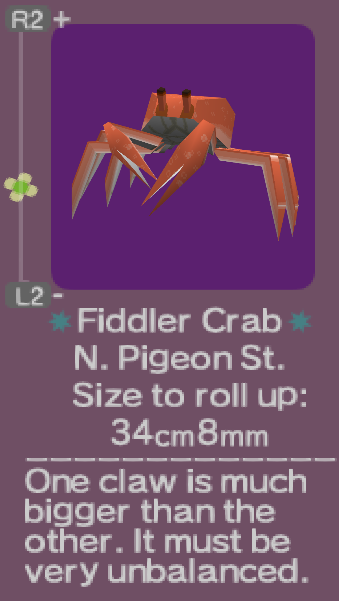 R2 +
L2 -
Fiddler Crab
N. Pigeon St.
Size to roll up:
34cm8mm
One claw is much
bigger than the
other. It must be
very unbalanced.